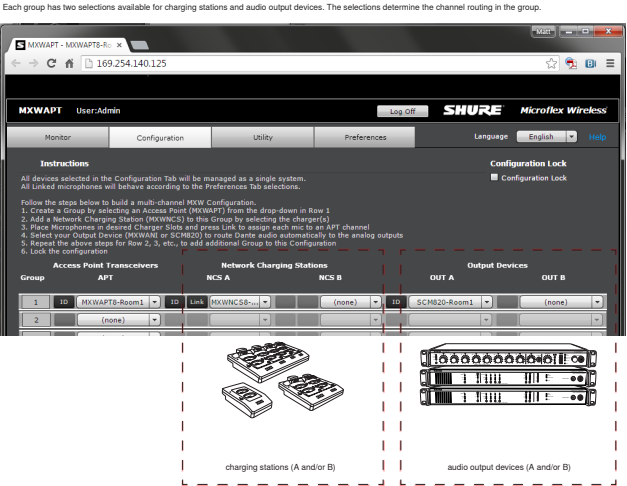 Each group has two selections available for charging stations and audio output devices. The selections determine the channel routing in the group.
Matt
MXWAPT - MXWAPT8-Ro
169.254.140.125
MXWAPT User:Admin
Log Off
SHURE Microflex Wireless
Monitor Configuration Utility Preferences
Language English Help
Instructions
Configuration Lock
All devices selected in the Configuration Tab will be managed as a single system.
Configuration Lock
All Linked microphones will behave according to the Preferences Tab selections.
Follow the steps below to build a multi-channel MXW Configuration.
1. Create a Group by selecting an Access Point (MXWAPT) from the drop-down in Row 1
2. Add a Network Charging Station (MXWNCS) to this Group by selecting the charger(s)
3. Place Microphones in desired Charger Slots and press Link to assign each mic to an APT channel
4. Select your Output Device (MXWANI or SCM820) to route Dante audio automatically to the analog outputs
5. Repeat the above steps for Row 2, 3, etc., to add additional Group to this Configuration
6. Lock the configuration
Access Point Transceivers Network Charging Stations Output Devices
Group APT NCS A NCS B OUT A OUT B
1 ID MXWAPT8-Room1 ID Link MXWNCS8-... (none) ID SCM820-Room1 (none)
2 (none)
charging stations (A and/or B) audio output devices (A and/or B)